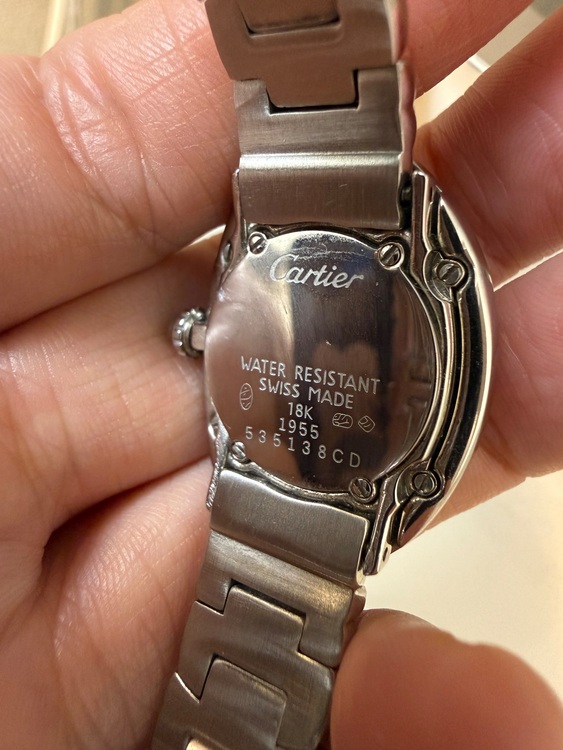 Cartier
WATER RESISTANT
SWISS MADE
18K
1955
535138CD